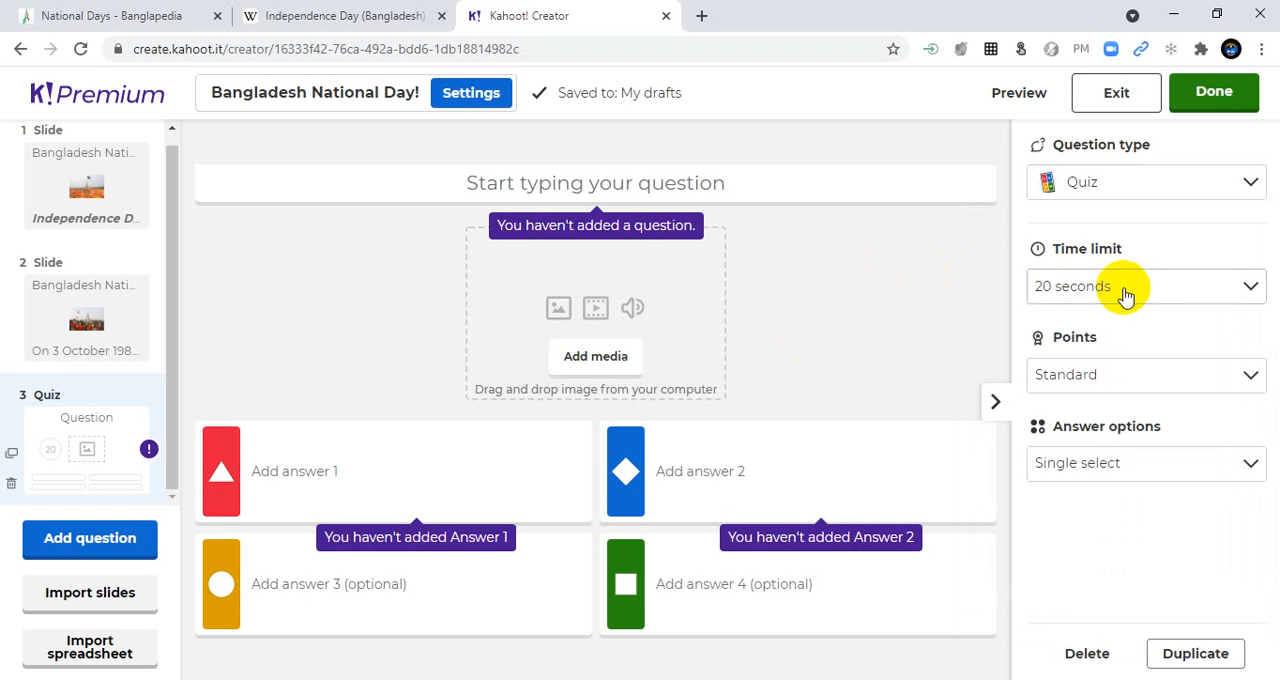 National Days - Banglapedia
Independence Day (Bangladesh)
Kahoot! Creator
create.kahoot.it/creator/16333f42-76ca-492a-bdd6-1db18814982c
PM
K!Premium
Bangladesh National Day!
Settings
Saved to: My drafts
Preview
Exit
Done
1 Slide
Bangladesh Nati...
Independence D...
2 Slide
Bangladesh Nati...
On 3 October 198...
3 Quiz
Question
20
Add question
Import slides
Import
spreadsheet
Start typing your question
You haven't added a question.
Add media
Drag and drop image from your computer
Add answer 1
Add answer 2
You haven't added Answer 1
You haven't added Answer 2
Add answer 3 (optional)
Add answer 4 (optional)
Question type
Quiz
Time limit
20 seconds
Points
Standard
Answer options
Single select
Delete
Duplicate